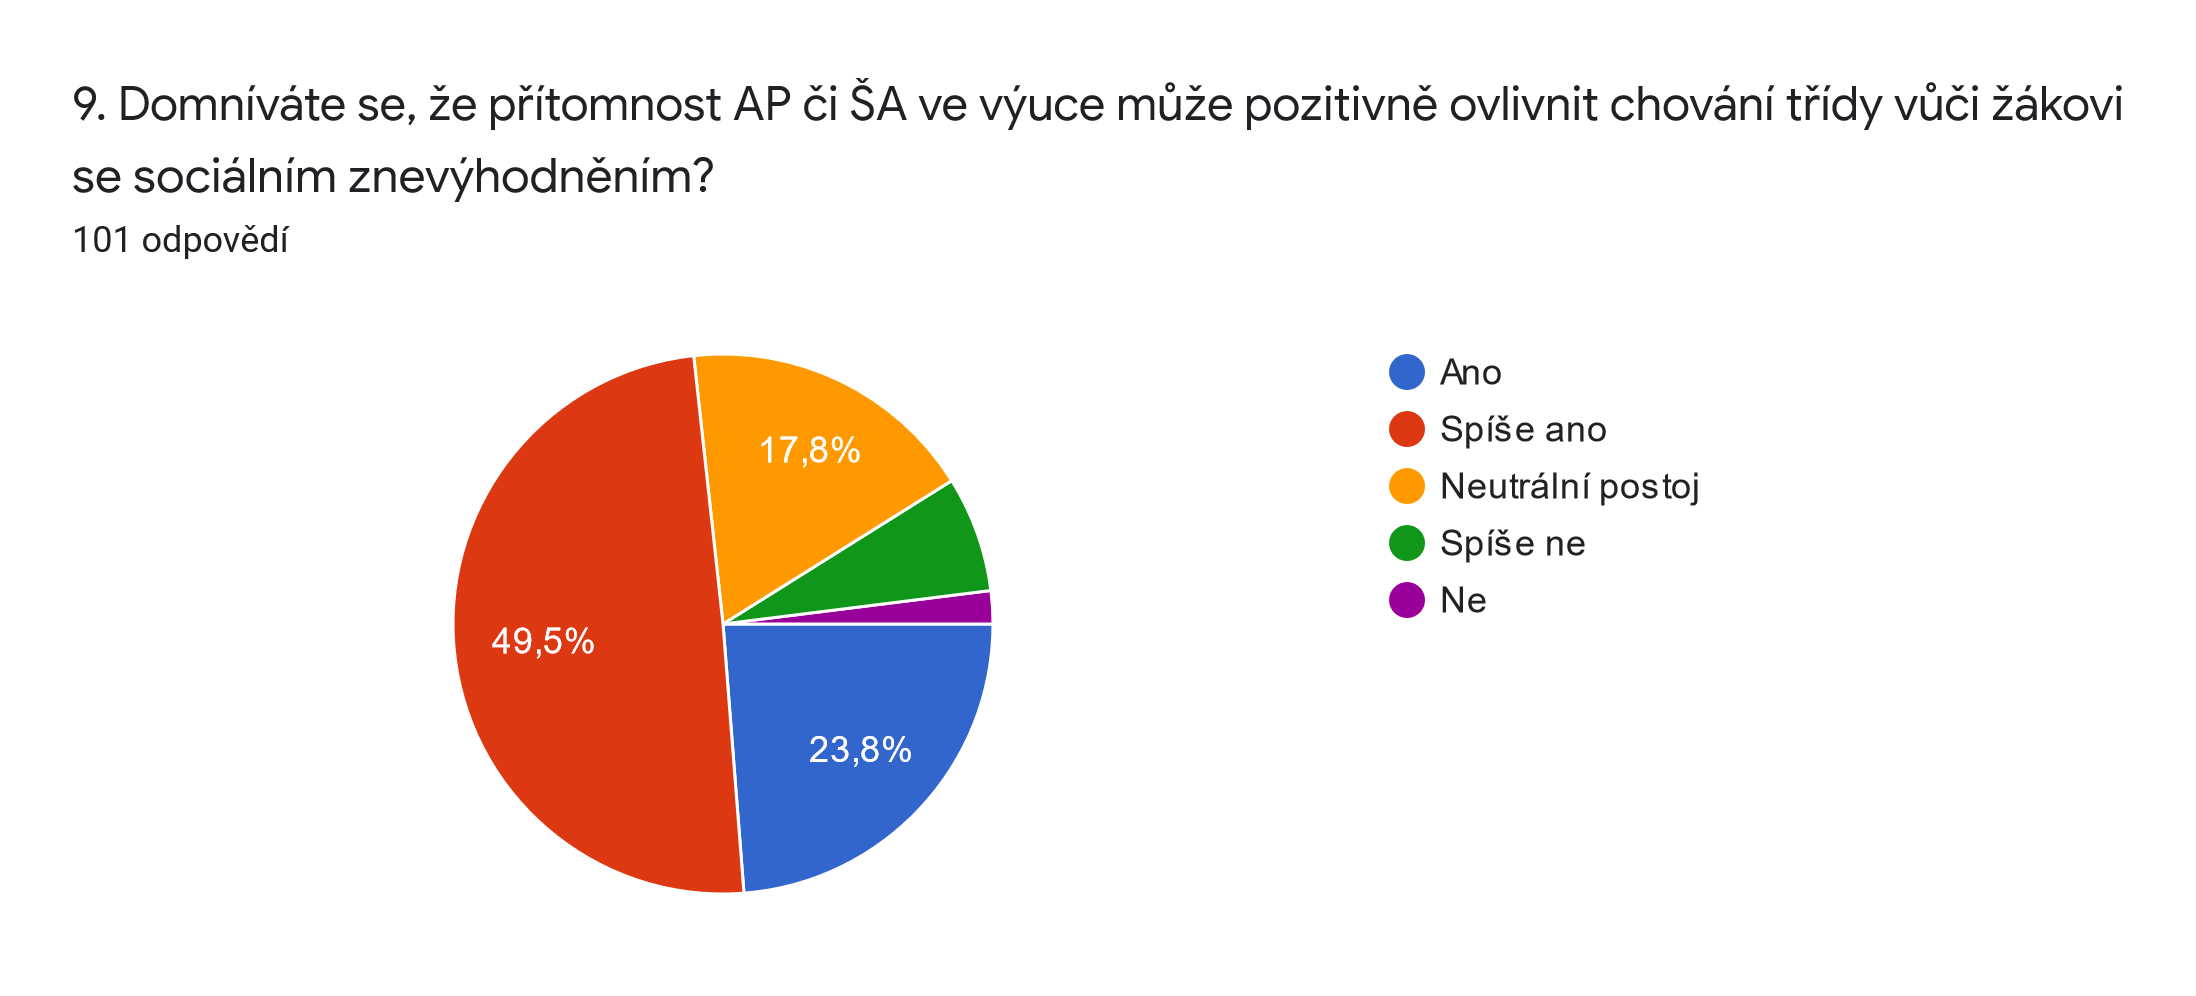 9. Domníváte se, že přítomnost AP či ŠA ve výuce může pozitivně ovlivnit chování třídy vůči žákovi
se sociálním znevýhodněním?
101 odpovědí
17,8%
49,5%
23,8%
Ano
Spíše ano
Neutrální postoj
Spíše ne
Ne